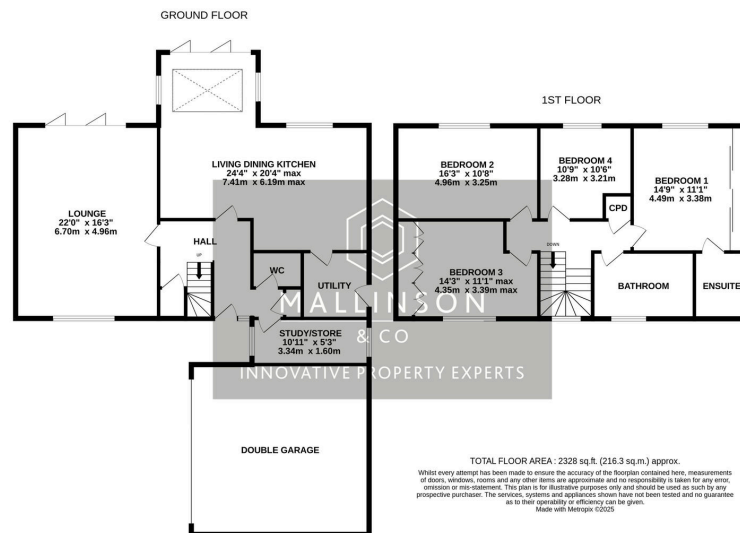 GROUND FLOOR
1ST FLOOR
LIVING DINING KITCHEN
24'4" x 20'4" max
7.41m x 6.19m max
LOUNGE
22'0" x 16'3"
6.70m x 4.96m
HALL
UP
WC
UTILITY
STUDY/STORE
10'11" x 5'3"
3.34m x 1.60m
DOUBLE GARAGE
BEDROOM 2
16'3" x 10'8"
4.96m x 3.25m
BEDROOM 4
10'9" x 10'6"
3.28m x 3.21m
BEDROOM 1
14'9" x 11'1"
4.49m x 3.38m
CPD
DOWN
BEDROOM 3
14'3" x 11'1" max
4.35m x 3.39m max
BATHROOM
ENSUITE
MALLINSON
& CO
INNOVATIVE PROPERTY EXPERTS
TOTAL FLOOR AREA : 2328 sq.ft. (216.3 sq.m.) approx.
Whilst every attempt has been made to ensure the accuracy of the floorplan contained here, measurements
of doors, windows, rooms and any other items are approximate and no responsibility is taken for any error,
omission or mis-statement. This plan is for illustrative purposes only and should be used as such by any
prospective purchaser. The services, systems and appliances shown have not been tested and no guarantee
as to their operability or efficiency can be given.
Made with Metropix ©2025